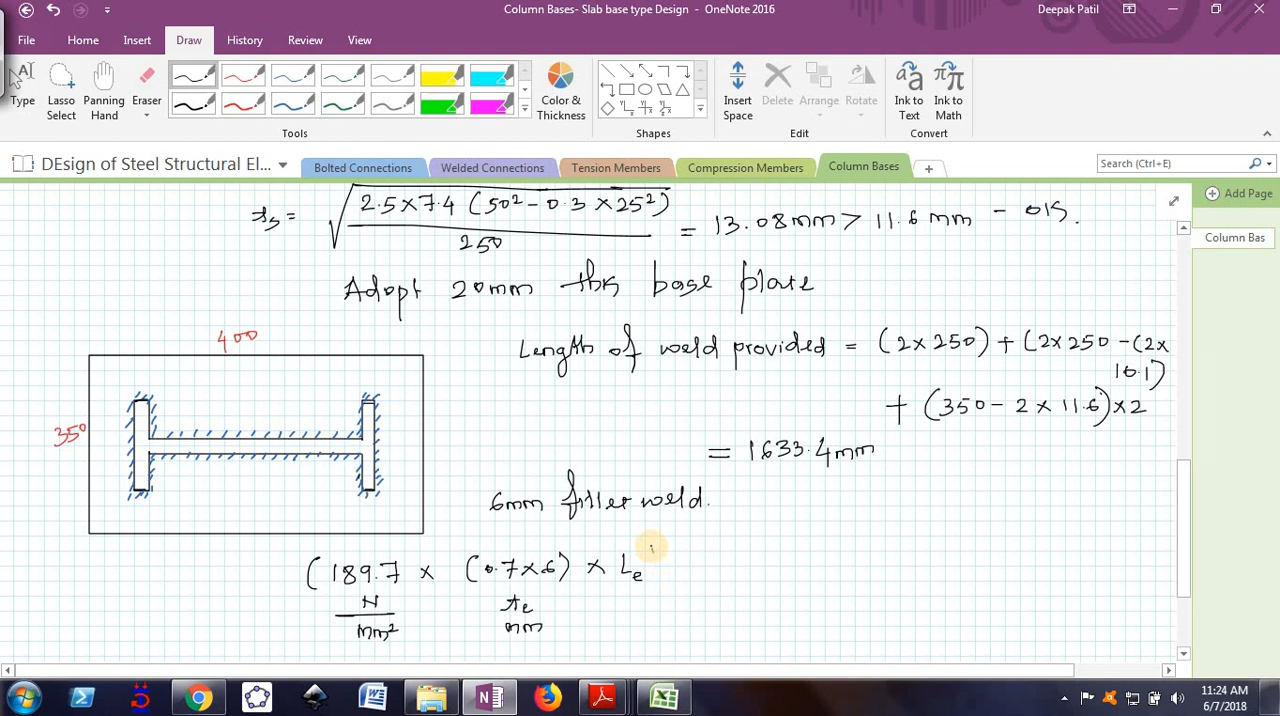 Column Bases- Slab base type Design - OneNote 2016
Deepak Patil
File Home Insert Draw History Review View
Type
Lasso Select
Panning Hand
Eraser
Color & Thickness
Insert Space
Delete
Arrange
Rotate
Ink to Text
Ink to Math
Tools
Shapes
Edit
Convert
DEsign of Steel Structural El...
Bolted Connections
Welded Connections
Tension Members
Compression Members
Column Bases
Search (Ctrl+E)
Add Page
Column Bas
ts = √ 2.5 × 7.4 (50² - 0.3 × 25²)
250
= 13.08mm > 11.6 mm - OK.
Adopt 20mm thk base plate
400
350
Length of weld provided = (2×250) + (2×250 - (2×
10.1)
+ (350 - 2 × 11.6) × 2
= 1633.4mm
6mm fillet weld.
(189.7 × (0.7×6) × Le
N
mm²
te
mm
11:24 AM
6/7/2018